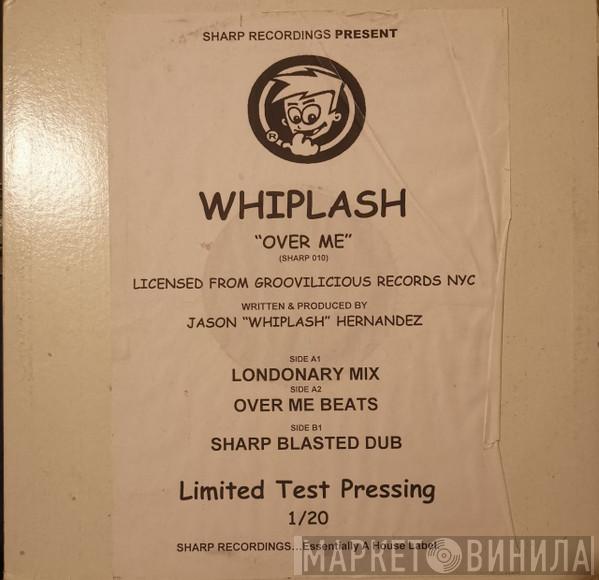 SHARP RECORDINGS PRESENT
®
WHIPLASH
"OVER ME"
(SHARP 010)
LICENSED FROM GROOVILICIOUS RECORDS NYC
WRITTEN & PRODUCED BY
JASON "WHIPLASH" HERNANDEZ
SIDE A1
LONDONARY MIX
SIDE A2
OVER ME BEATS
SIDE B1
SHARP BLASTED DUB
Limited Test Pressing
1/20
SHARP RECORDINGS...Essentially A House Label.
МАРКЕТ ВИНИЛА